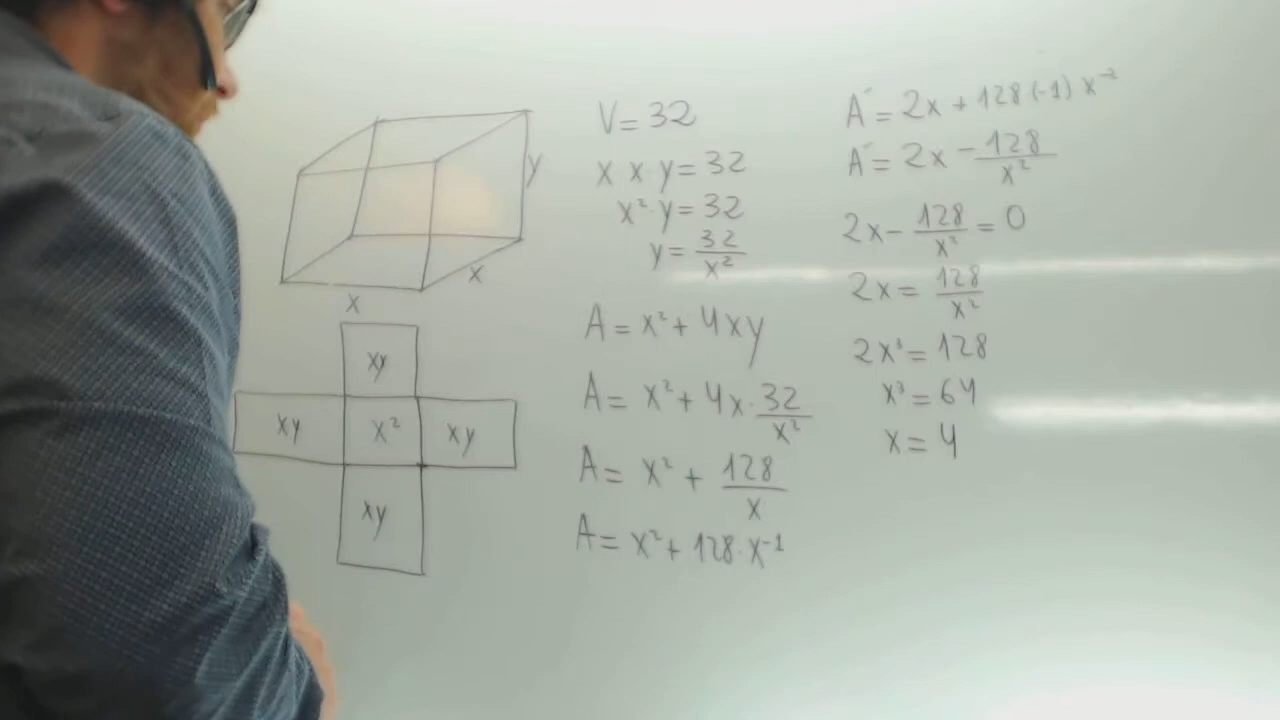 y
x
x
xy
xy x² xy
xy
V = 32
x x y = 32
x² · y = 32
y = 32/x²
A = x² + 4xy
A = x² + 4x · 32/x²
A = x² + 128/x
A = x² + 128 · x⁻¹
A´ = 2x + 128(-1) x⁻²
A´ = 2x - 128/x²
2x - 128/x² = 0
2x = 128/x²
2x³ = 128
x³ = 64
x = 4